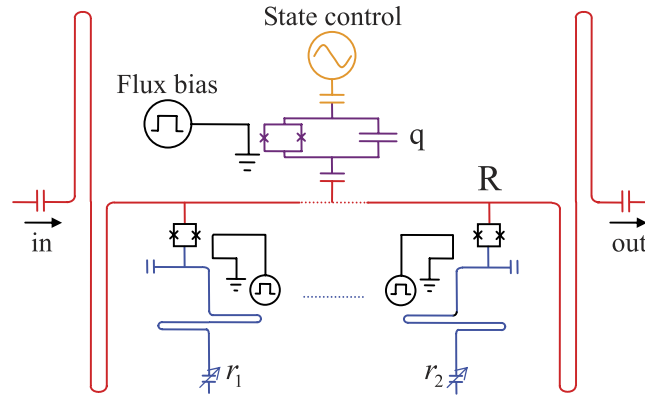 State control
Flux bias
q
R
in
out
r1
r2